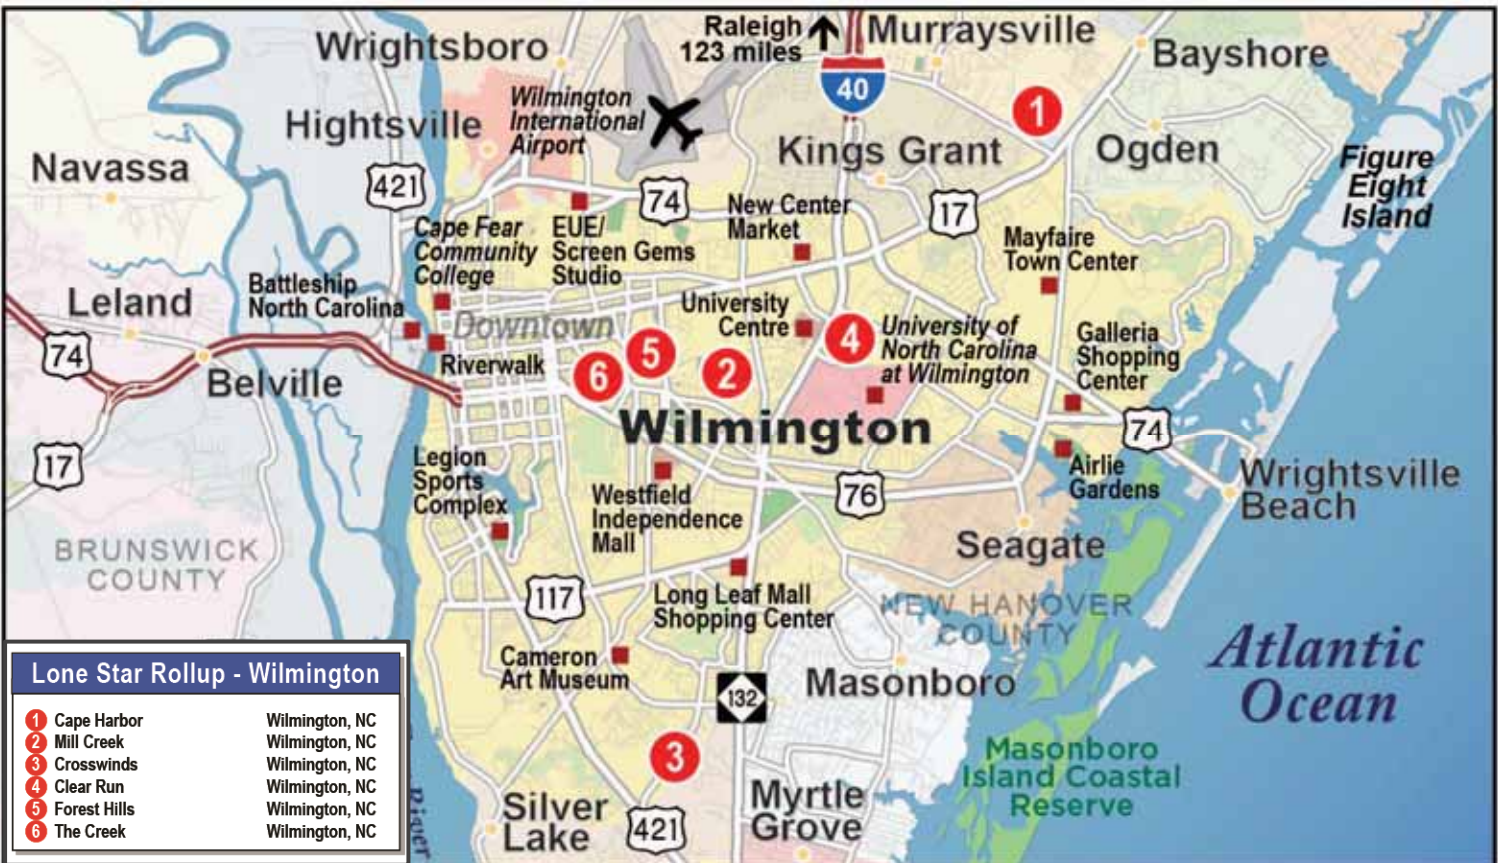 Raleigh
123 miles
Murraysville
Wrightsboro
Bayshore
40
Wilmington
International
Airport
1
Hightsville
Kings Grant
Ogden
Navassa
Figure
Eight
Island
421
74
17
New Center
Market
Cape Fear
Community
College
EUE/
Screen Gems
Studio
Mayfaire
Town Center
Battleship
North Carolina
Leland
University
Centre
Downtown
4
University of
North Carolina
at Wilmington
Galleria
Shopping
Center
74
Riverwalk
5
6
2
Belville
Wilmington
74
17
Legion
Sports
Complex
Airlie
Gardens
Wrightsville
Beach
Westfield
Independence
Mall
76
Seagate
BRUNSWICK
COUNTY
117
Long Leaf Mall
Shopping Center
NEW HANOVER
COUNTY
Atlantic
Ocean
Cameron
Art Museum
132
Masonboro
3
Masonboro
Island Coastal
Reserve
Silver
Lake
421
Myrtle
Grove
River
Lone Star Rollup - Wilmington
1 Cape Harbor Wilmington, NC
2 Mill Creek Wilmington, NC
3 Crosswinds Wilmington, NC
4 Clear Run Wilmington, NC
5 Forest Hills Wilmington, NC
6 The Creek Wilmington, NC